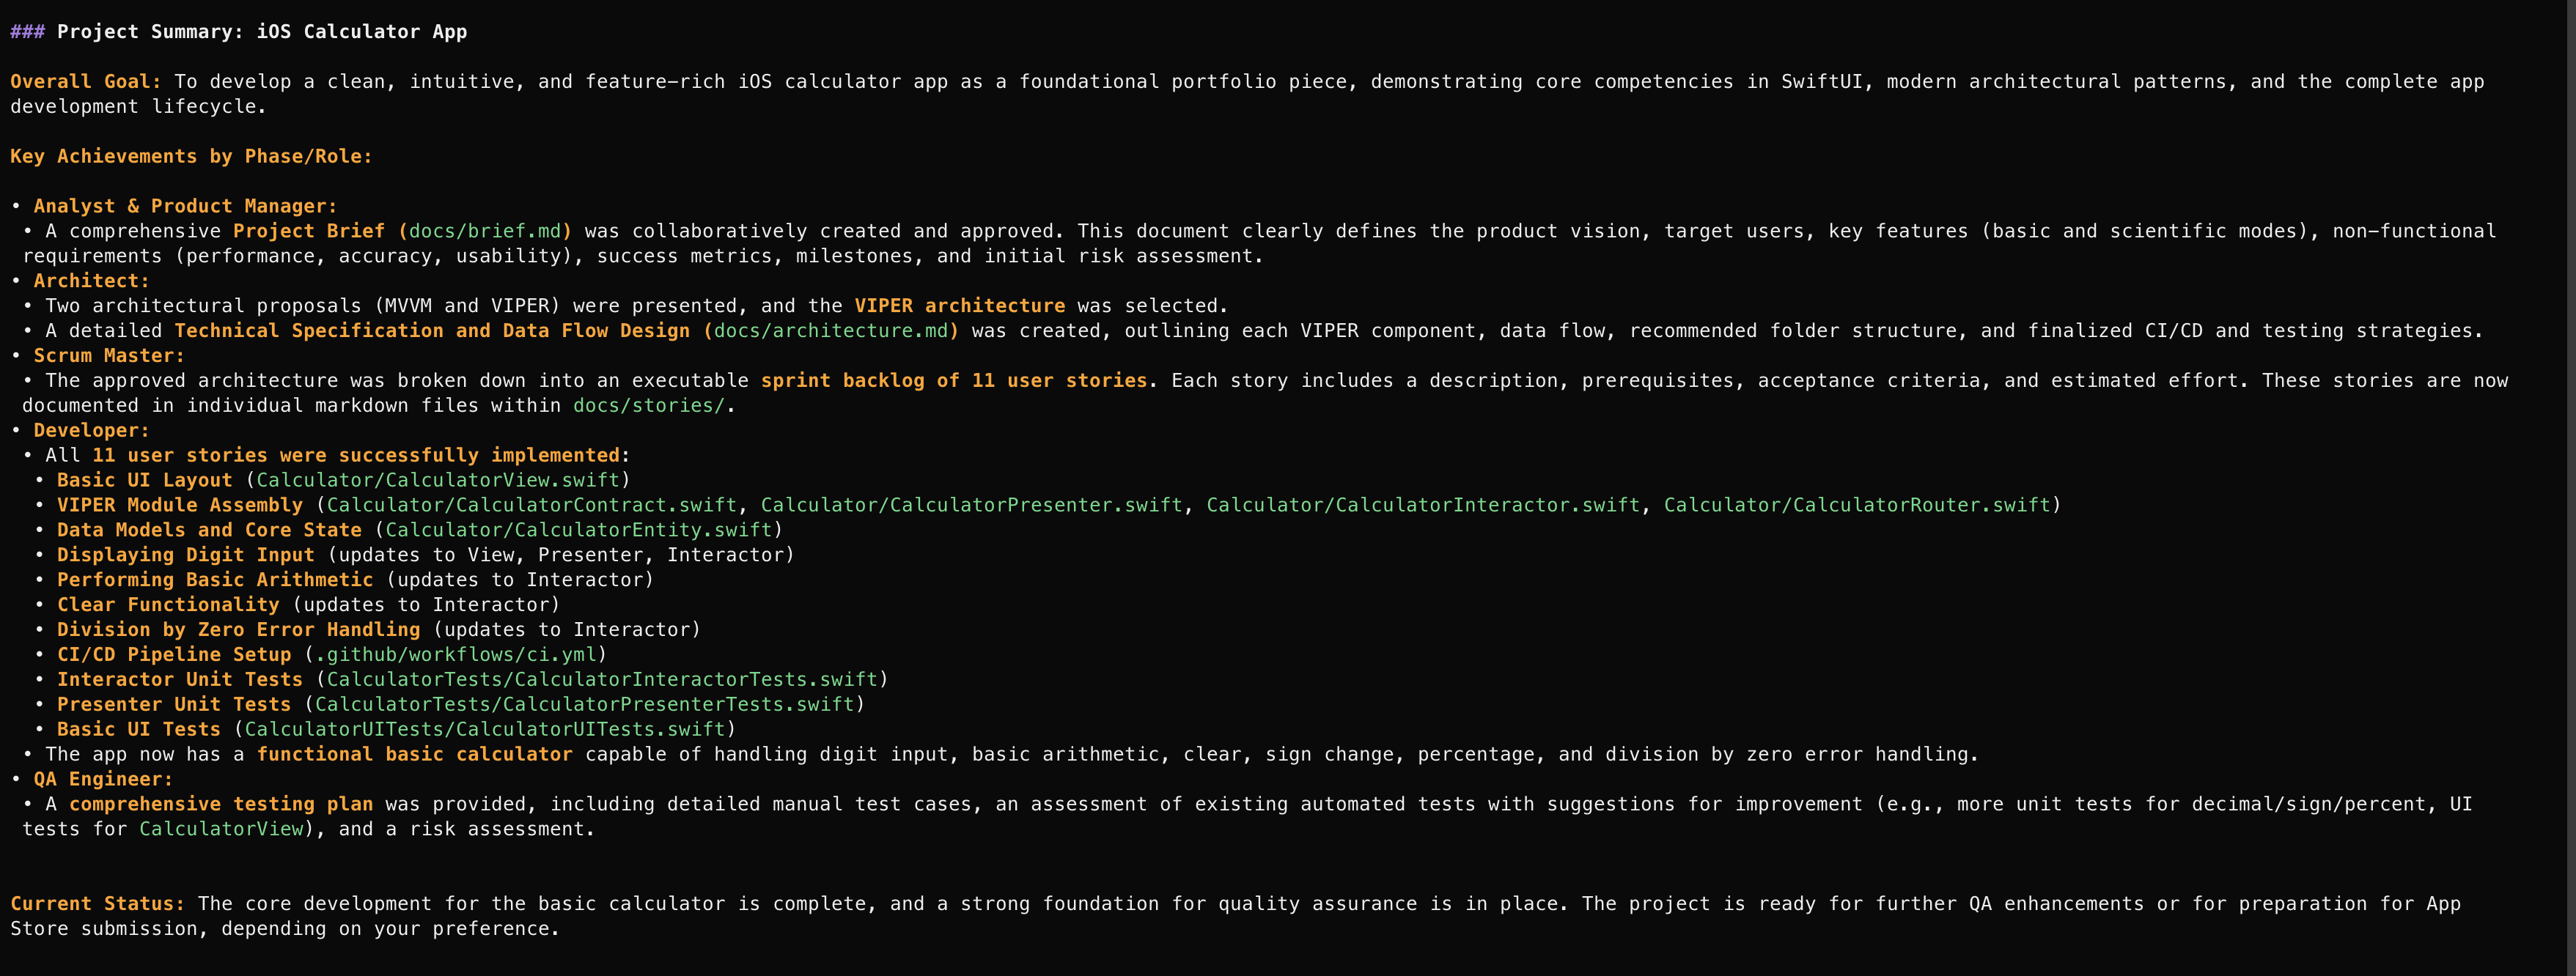 ### Project Summary: iOS Calculator App
Overall Goal: To develop a clean, intuitive, and feature-rich iOS calculator app as a foundational portfolio piece, demonstrating core competencies in SwiftUI, modern architectural patterns, and the complete app
development lifecycle.
Key Achievements by Phase/Role:
• Analyst & Product Manager:
• A comprehensive Project Brief (docs/brief.md) was collaboratively created and approved. This document clearly defines the product vision, target users, key features (basic and scientific modes), non-functional
requirements (performance, accuracy, usability), success metrics, milestones, and initial risk assessment.
• Architect:
• Two architectural proposals (MVVM and VIPER) were presented, and the VIPER architecture was selected.
• A detailed Technical Specification and Data Flow Design (docs/architecture.md) was created, outlining each VIPER component, data flow, recommended folder structure, and finalized CI/CD and testing strategies.
• Scrum Master:
• The approved architecture was broken down into an executable sprint backlog of 11 user stories. Each story includes a description, prerequisites, acceptance criteria, and estimated effort. These stories are now
documented in individual markdown files within docs/stories/.
• Developer:
• All 11 user stories were successfully implemented:
• Basic UI Layout (Calculator/CalculatorView.swift)
• VIPER Module Assembly (Calculator/CalculatorContract.swift, Calculator/CalculatorPresenter.swift, Calculator/CalculatorInteractor.swift, Calculator/CalculatorRouter.swift)
• Data Models and Core State (Calculator/CalculatorEntity.swift)
• Displaying Digit Input (updates to View, Presenter, Interactor)
• Performing Basic Arithmetic (updates to Interactor)
• Clear Functionality (updates to Interactor)
• Division by Zero Error Handling (updates to Interactor)
• CI/CD Pipeline Setup (.github/workflows/ci.yml)
• Interactor Unit Tests (CalculatorTests/CalculatorInteractorTests.swift)
• Presenter Unit Tests (CalculatorTests/CalculatorPresenterTests.swift)
• Basic UI Tests (CalculatorUITests/CalculatorUITests.swift)
• The app now has a functional basic calculator capable of handling digit input, basic arithmetic, clear, sign change, percentage, and division by zero error handling.
• QA Engineer:
• A comprehensive testing plan was provided, including detailed manual test cases, an assessment of existing automated tests with suggestions for improvement (e.g., more unit tests for decimal/sign/percent, UI
tests for CalculatorView), and a risk assessment.
Current Status: The core development for the basic calculator is complete, and a strong foundation for quality assurance is in place. The project is ready for further QA enhancements or for preparation for App
Store submission, depending on your preference.